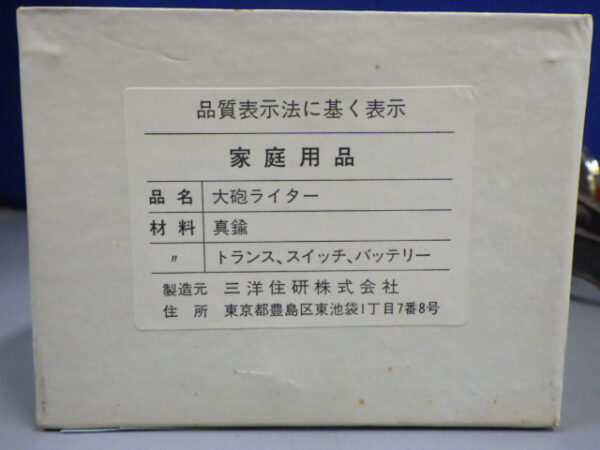 品質表示法に基く表示
家庭用品
品名 大砲ライター
材料 真鍮
〃 トランス、スイッチ、バッテリー
製造元 三洋住研株式会社
住所 東京都豊島区東池袋1丁目7番8号